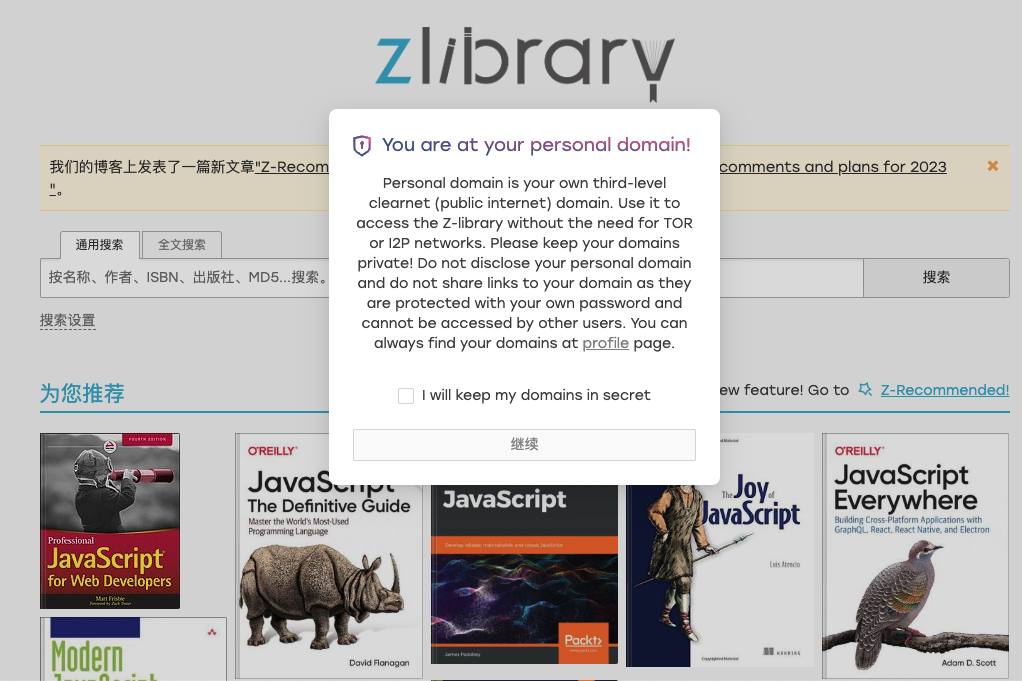 zlibrary
我们的博客上发表了一篇新文章"Z-Recom
comments and plans for 2023
"。
通用搜索
全文搜索
按名称、作者、ISBN、出版社、MD5...搜索。
搜索
搜索设置
You are at your personal domain!
Personal domain is your own third-level
clearnet (public internet) domain. Use it to
access the Z-library without the need for TOR
or I2P networks. Please keep your domains
private! Do not disclose your personal domain
and do not share links to your domain as they
are protected with your own password and
cannot be accessed by other users. You can
always find your domains at profile page.
I will keep my domains in secret
继续
为您推荐
ew feature! Go to Z-Recommended!
FOURTH EDITION
Professional
JavaScript
for Web Developers
Matt Frisbie
Foreword by Zach Tratar
Modern
JavaScript
O'REILLY
JavaScript
The Definitive Guide
Master the World's Most-Used
Programming Language
David Flanagan
JavaScript
Develop reliable, maintainable, and robust JavaScript
James Padolsey
Packt>
www.packt.com
The Joy of
JavaScript
Luis Atencio
MANNING
O'REILLY
JavaScript
Everywhere
Building Cross-Platform Applications with
GraphQL, React, React Native, and Electron
Adam D. Scott